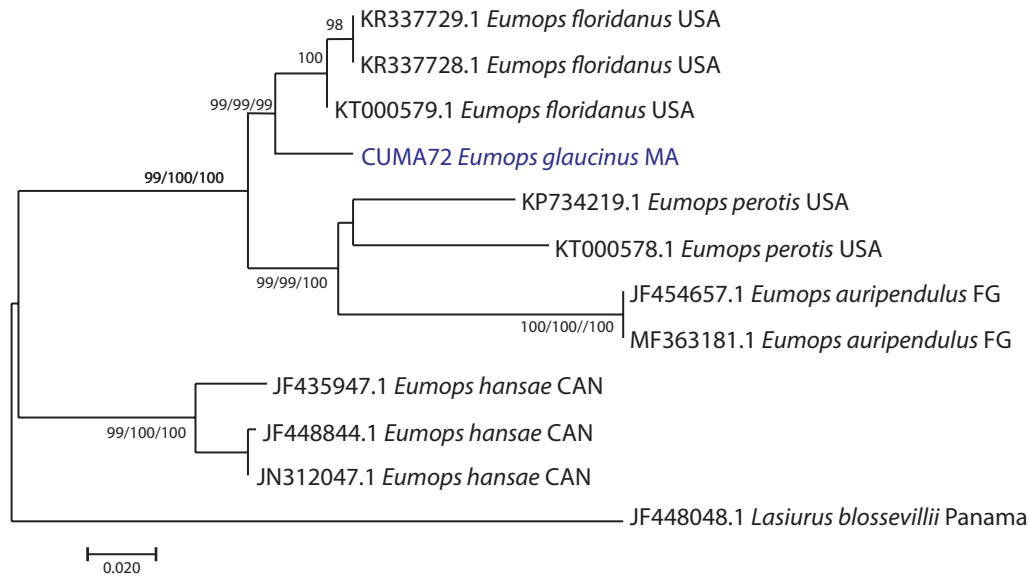 98
KR337729.1 Eumops floridanus USA
100
KR337728.1 Eumops floridanus USA
99/99/99
KT000579.1 Eumops floridanus USA
CUMA72 Eumops glaucinus MA
99/100/100
KP734219.1 Eumops perotis USA
KT000578.1 Eumops perotis USA
99/99/100
JF454657.1 Eumops auripendulus FG
100/100//100
MF363181.1 Eumops auripendulus FG
JF435947.1 Eumops hansae CAN
99/100/100
JF448844.1 Eumops hansae CAN
JN312047.1 Eumops hansae CAN
JF448048.1 Lasiurus blossevillii Panama
0.020